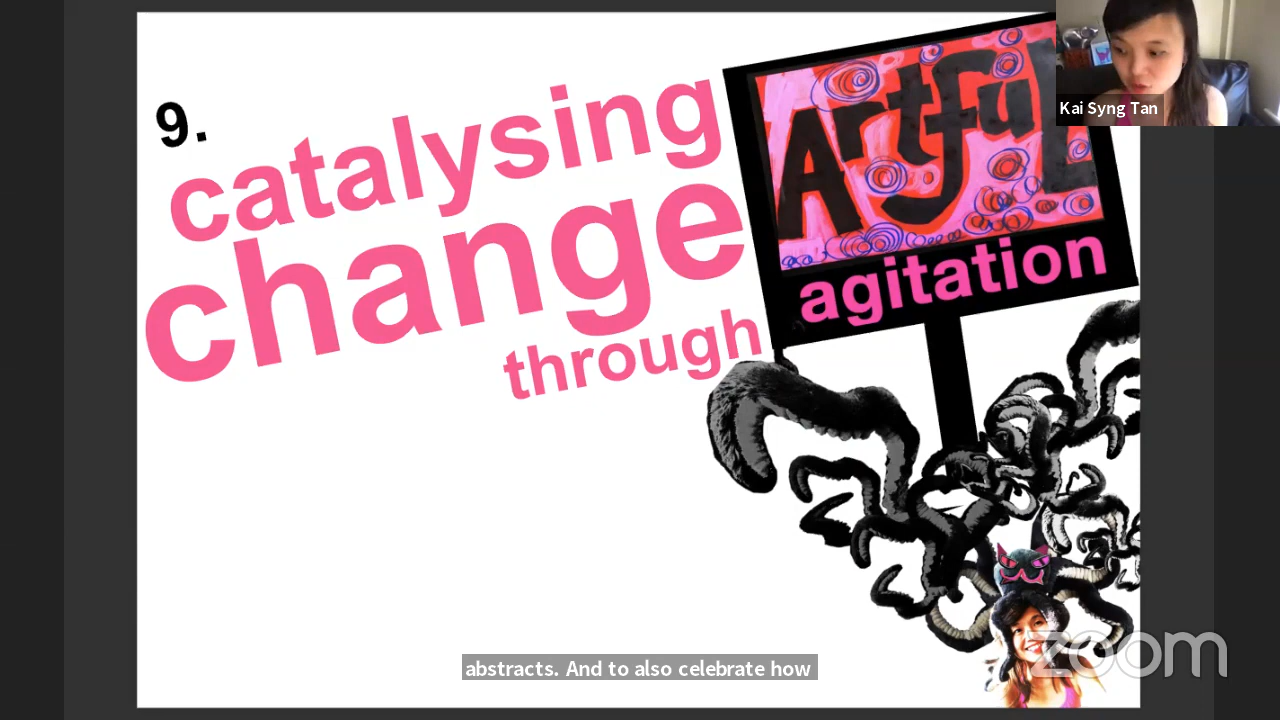 9.
catalysing
change
through
ArtfuL
agitation
Kai Syng Tan
abstracts. And to also celebrate how
zoom